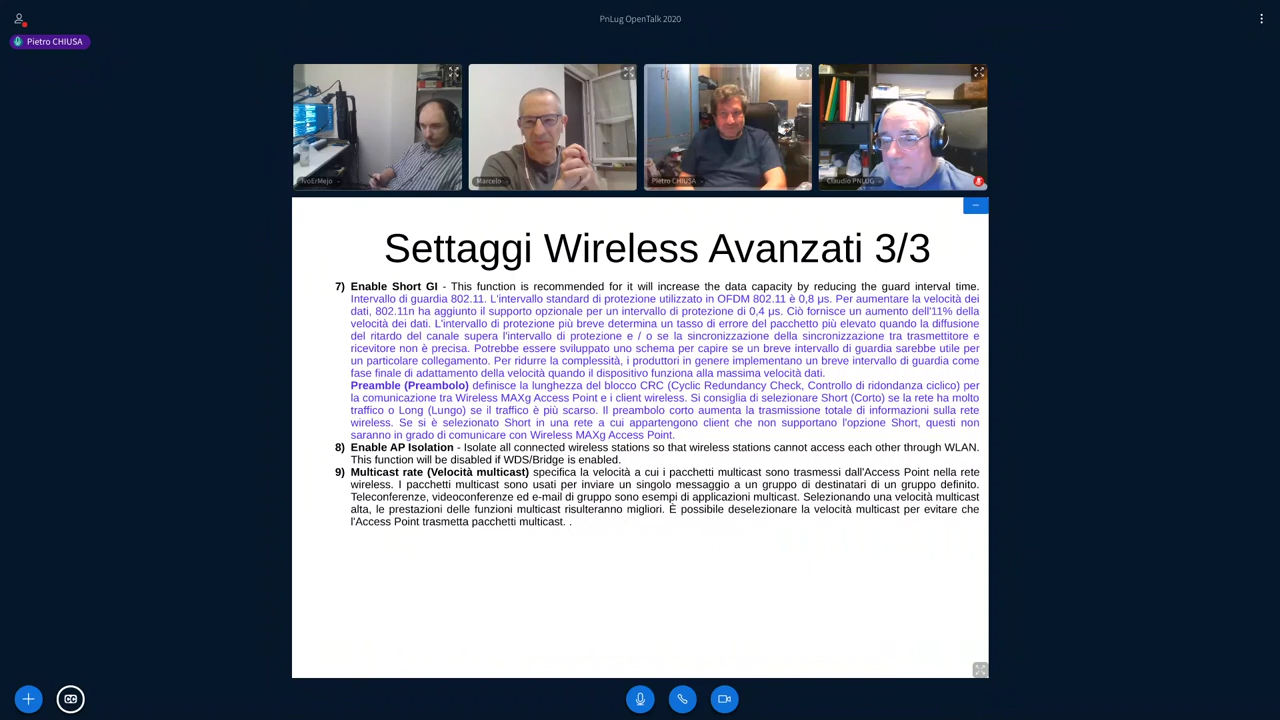 PnLug OpenTalk 2020
Pietro CHIUSA
IvoErMejo
Marcelo
Pietro CHIUSA
Claudio PNLUG
Settaggi Wireless Avanzati 3/3
7) Enable Short GI - This function is recommended for it will increase the data capacity by reducing the guard interval time.
Intervallo di guardia 802.11. L'intervallo standard di protezione utilizzato in OFDM 802.11 è 0,8 μs. Per aumentare la velocità dei
dati, 802.11n ha aggiunto il supporto opzionale per un intervallo di protezione di 0,4 μs. Ciò fornisce un aumento dell'11% della
velocità dei dati. L'intervallo di protezione più breve determina un tasso di errore del pacchetto più elevato quando la diffusione
del ritardo del canale supera l'intervallo di protezione e / o se la sincronizzazione della sincronizzazione tra trasmettitore e
ricevitore non è precisa. Potrebbe essere sviluppato uno schema per capire se un breve intervallo di guardia sarebbe utile per
un particolare collegamento. Per ridurre la complessità, i produttori in genere implementano un breve intervallo di guardia come
fase finale di adattamento della velocità quando il dispositivo funziona alla massima velocità dati.
Preamble (Preambolo) definisce la lunghezza del blocco CRC (Cyclic Redundancy Check, Controllo di ridondanza ciclico) per
la comunicazione tra Wireless MAXg Access Point e i client wireless. Si consiglia di selezionare Short (Corto) se la rete ha molto
traffico o Long (Lungo) se il traffico è più scarso. Il preambolo corto aumenta la trasmissione totale di informazioni sulla rete
wireless. Se si è selezionato Short in una rete a cui appartengono client che non supportano l'opzione Short, questi non
saranno in grado di comunicare con Wireless MAXg Access Point.
8) Enable AP Isolation - Isolate all connected wireless stations so that wireless stations cannot access each other through WLAN.
This function will be disabled if WDS/Bridge is enabled.
9) Multicast rate (Velocità multicast) specifica la velocità a cui i pacchetti multicast sono trasmessi dall'Access Point nella rete
wireless. I pacchetti multicast sono usati per inviare un singolo messaggio a un gruppo di destinatari di un gruppo definito.
Teleconferenze, videoconferenze ed e-mail di gruppo sono esempi di applicazioni multicast. Selezionando una velocità multicast
alta, le prestazioni delle funzioni multicast risulteranno migliori. È possibile deselezionare la velocità multicast per evitare che
l'Access Point trasmetta pacchetti multicast. .
CC